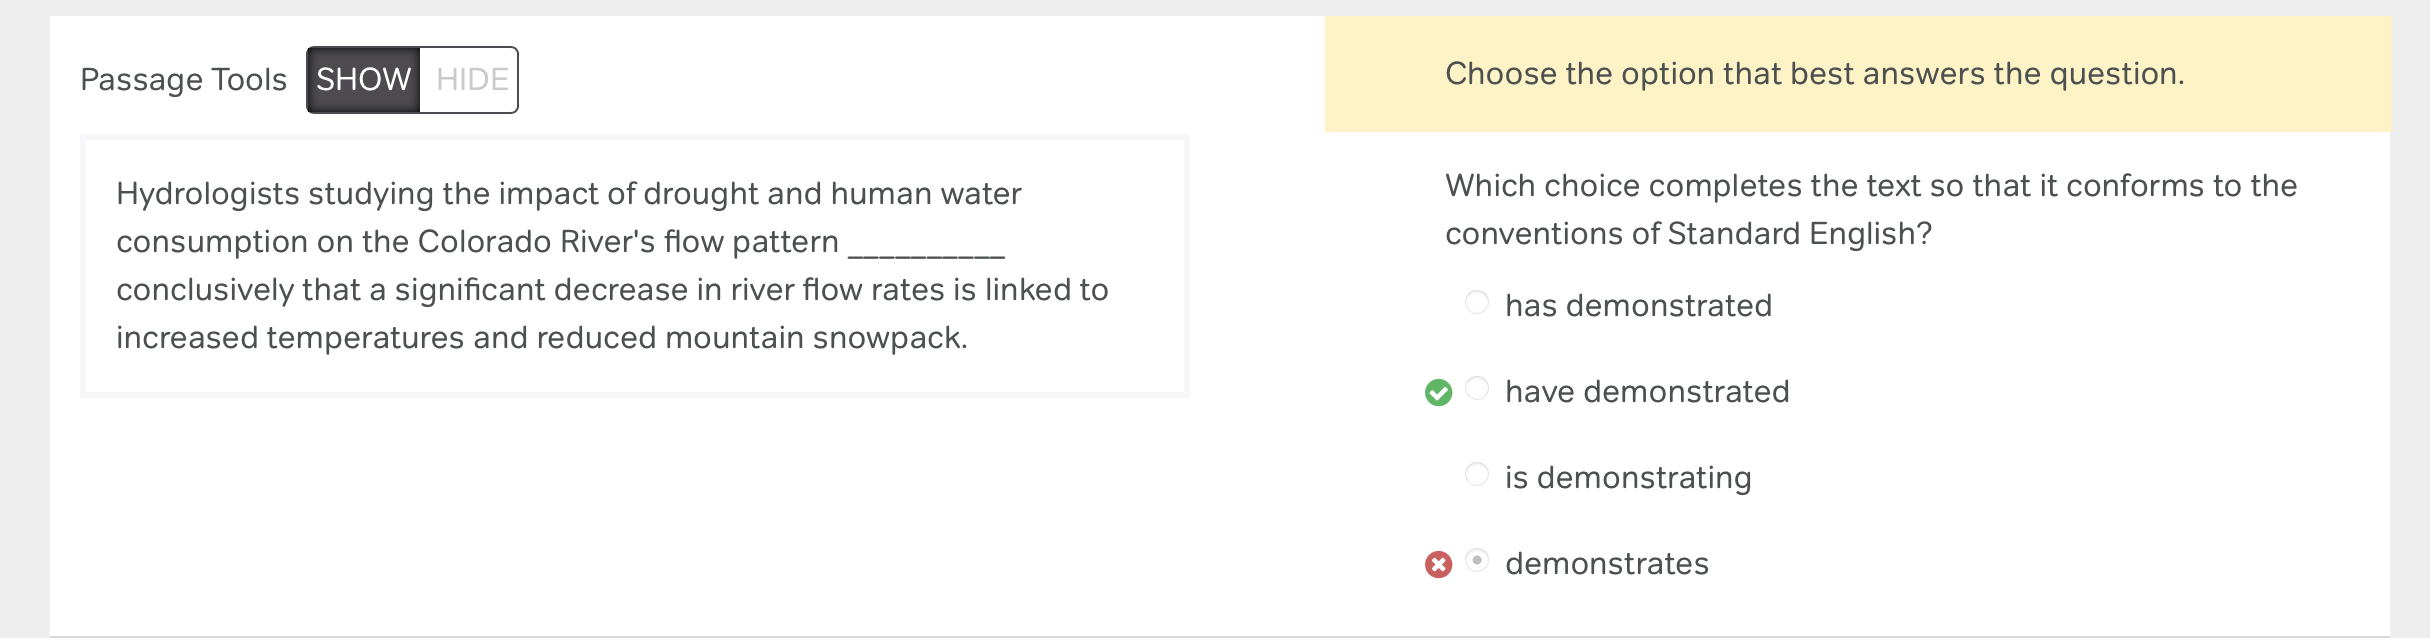 Passage Tools SHOW HIDE
Hydrologists studying the impact of drought and human water
consumption on the Colorado River's flow pattern __________
conclusively that a significant decrease in river flow rates is linked to
increased temperatures and reduced mountain snowpack.
Choose the option that best answers the question.
Which choice completes the text so that it conforms to the
conventions of Standard English?
has demonstrated
have demonstrated
is demonstrating
demonstrates